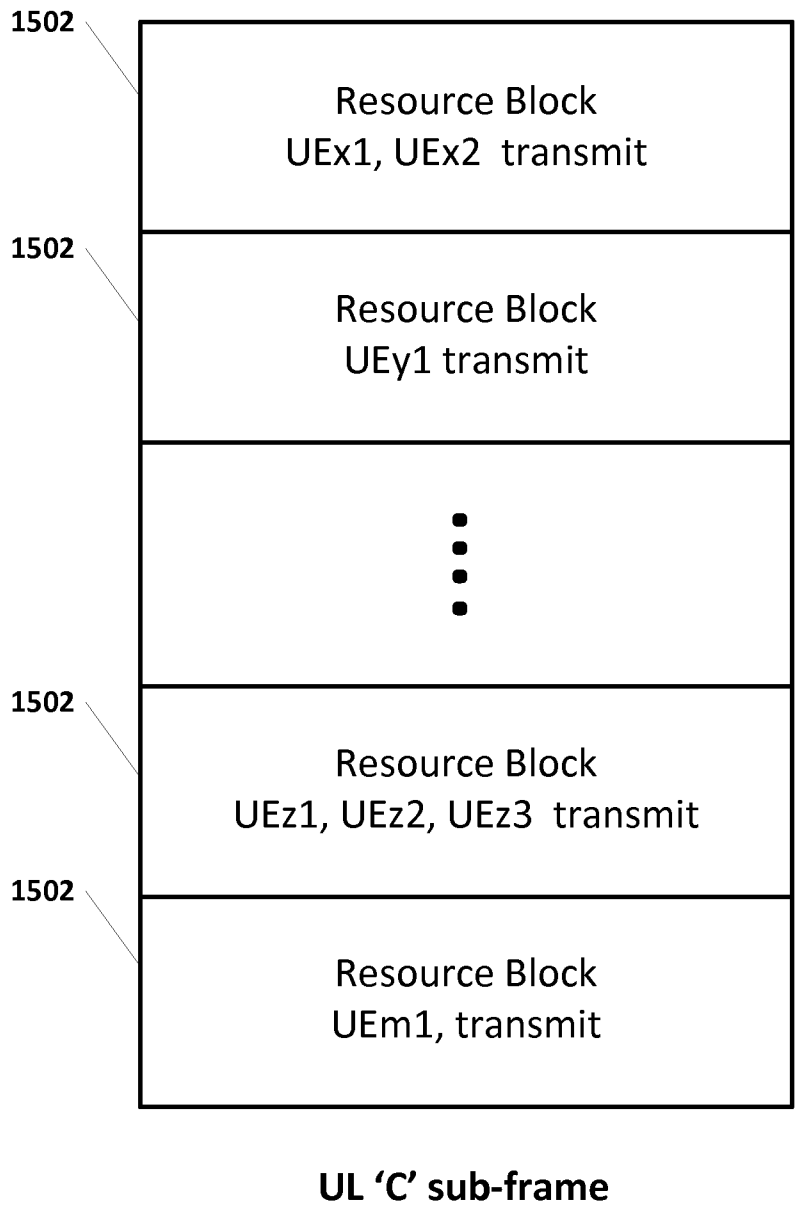 1502
Resource Block
UEx1, UEx2 transmit
1502
Resource Block
UEy1 transmit
1502
Resource Block
UEz1, UEz2, UEz3 transmit
1502
Resource Block
UEm1, transmit
UL ‘C’ sub-frame